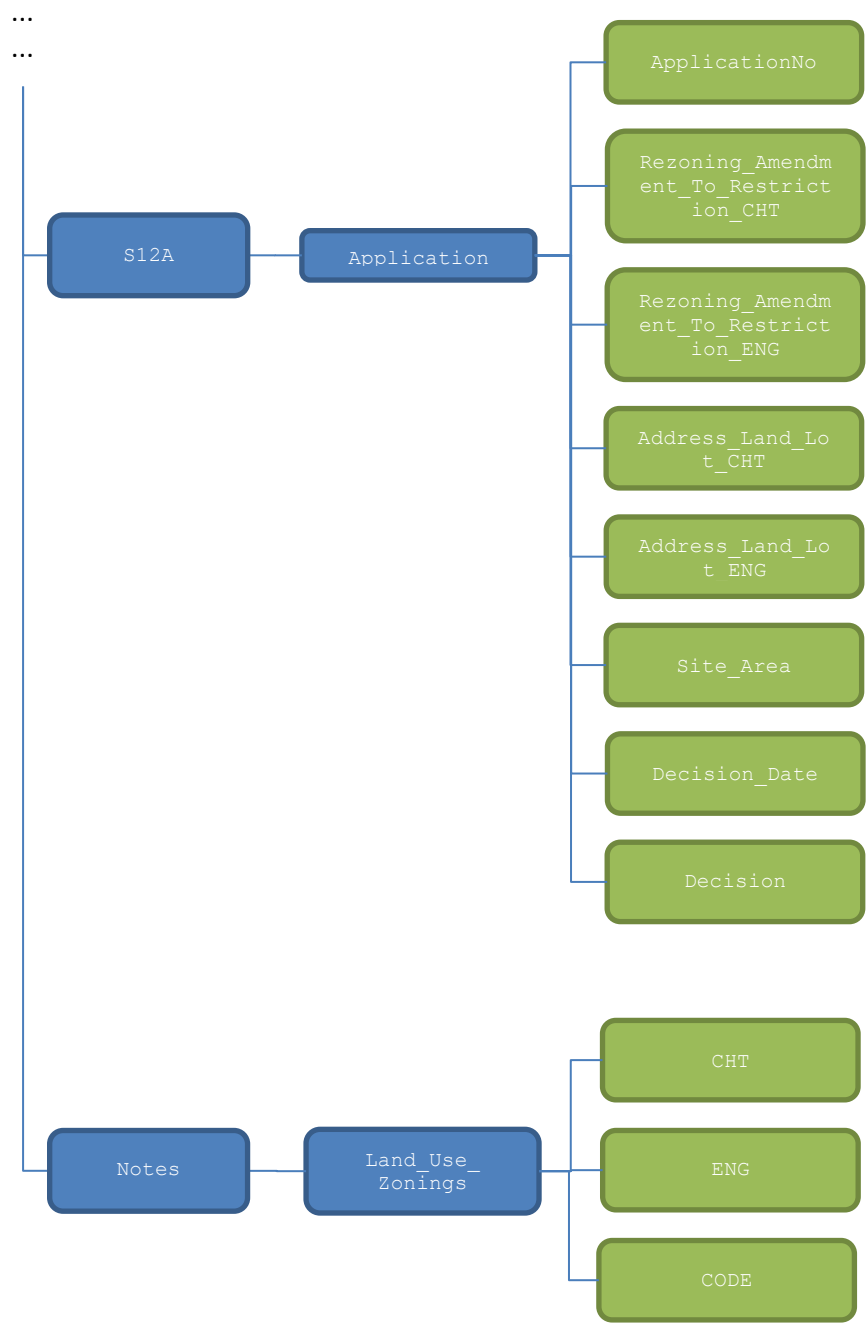 ...
...
ApplicationNo
Rezoning_Amendm
ent_To_Restrict
ion_CHT
S12A
Application
Rezoning_Amendm
ent_To_Restrict
ion_ENG
Address_Land_Lo
t_CHT
Address_Land_Lo
t_ENG
Site_Area
Decision_Date
Decision
CHT
Notes
Land_Use_
Zonings
ENG
CODE